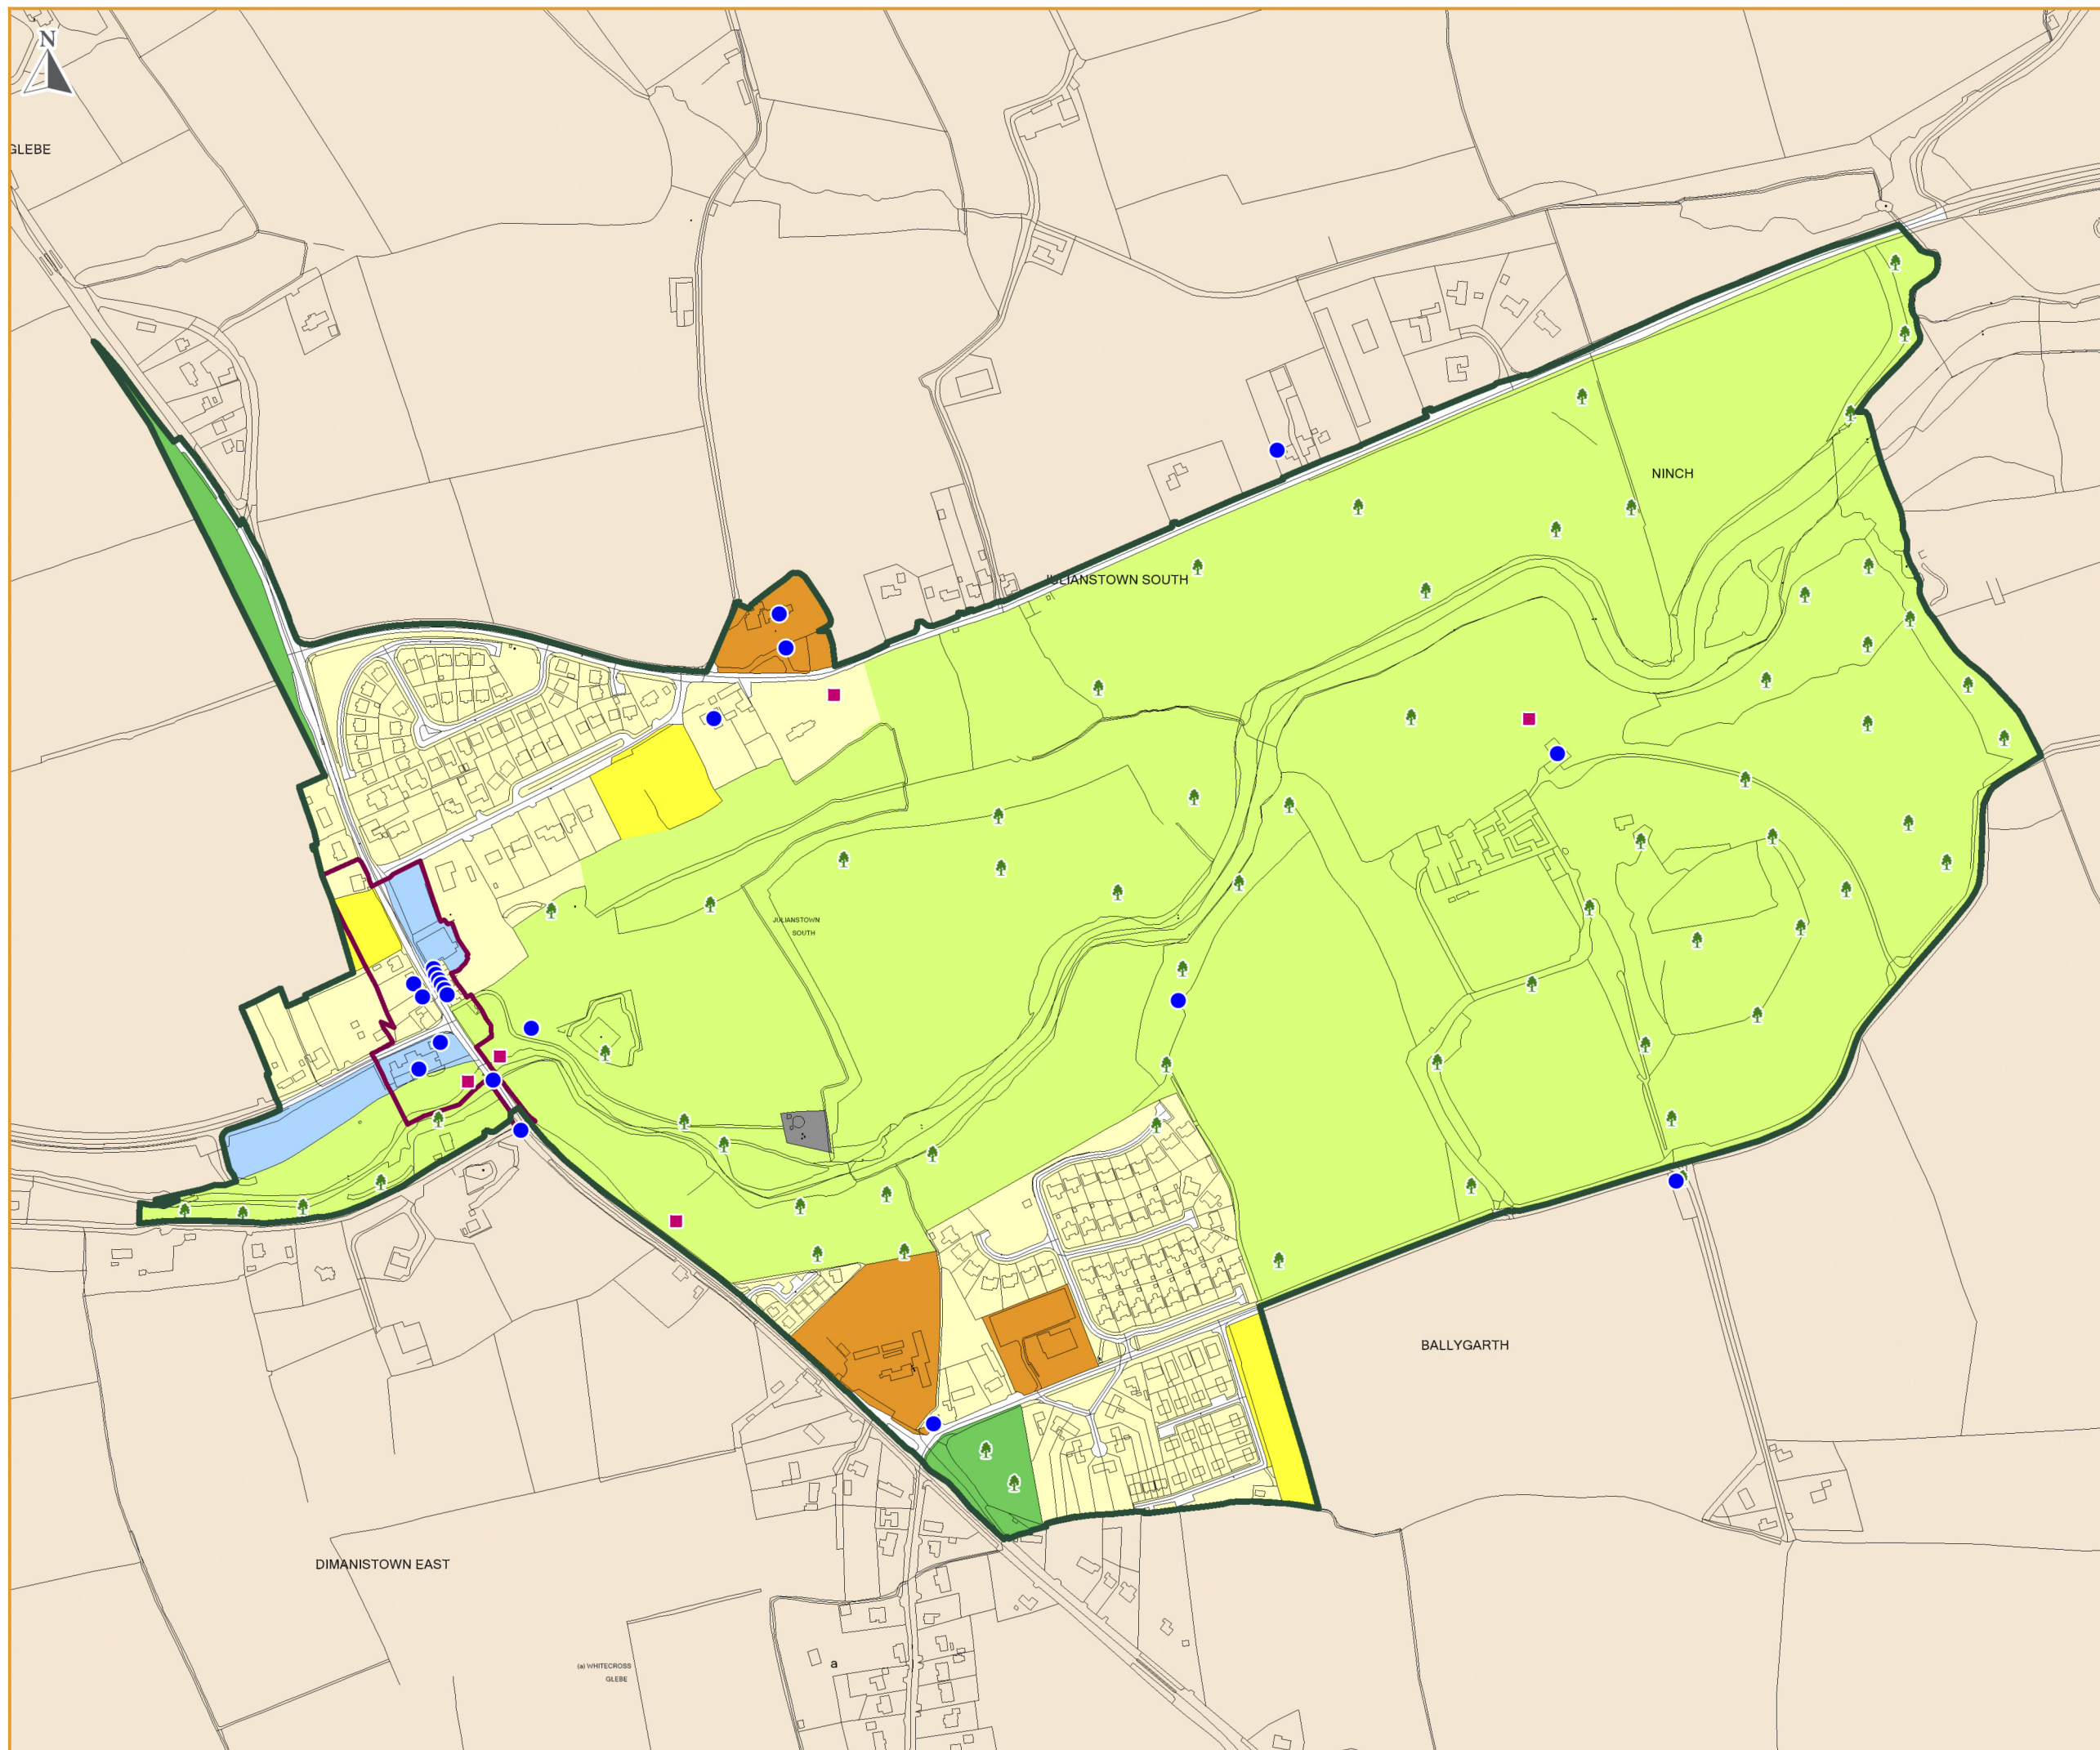 N
GLEBE
NINCH
JULIANSTOWN SOUTH
JULIANSTOWN
SOUTH
BALLYGARTH
DIMANISTOWN EAST
(a) WHITECROSS
GLEBE
a